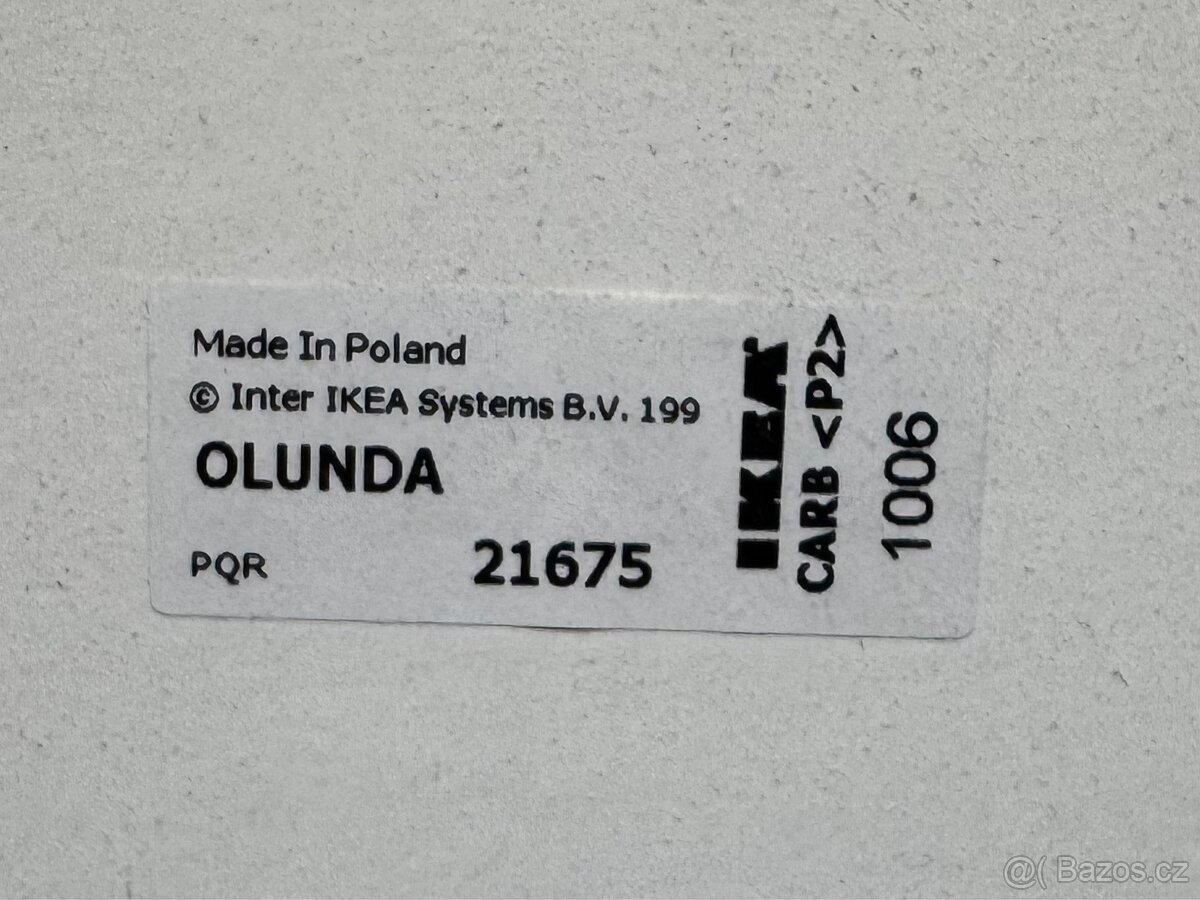 Made In Poland
© Inter IKEA Systems B.V. 199
OLUNDA
PQR
21675
IKEA
CARB <P2>
1006
@( Bazos.cz